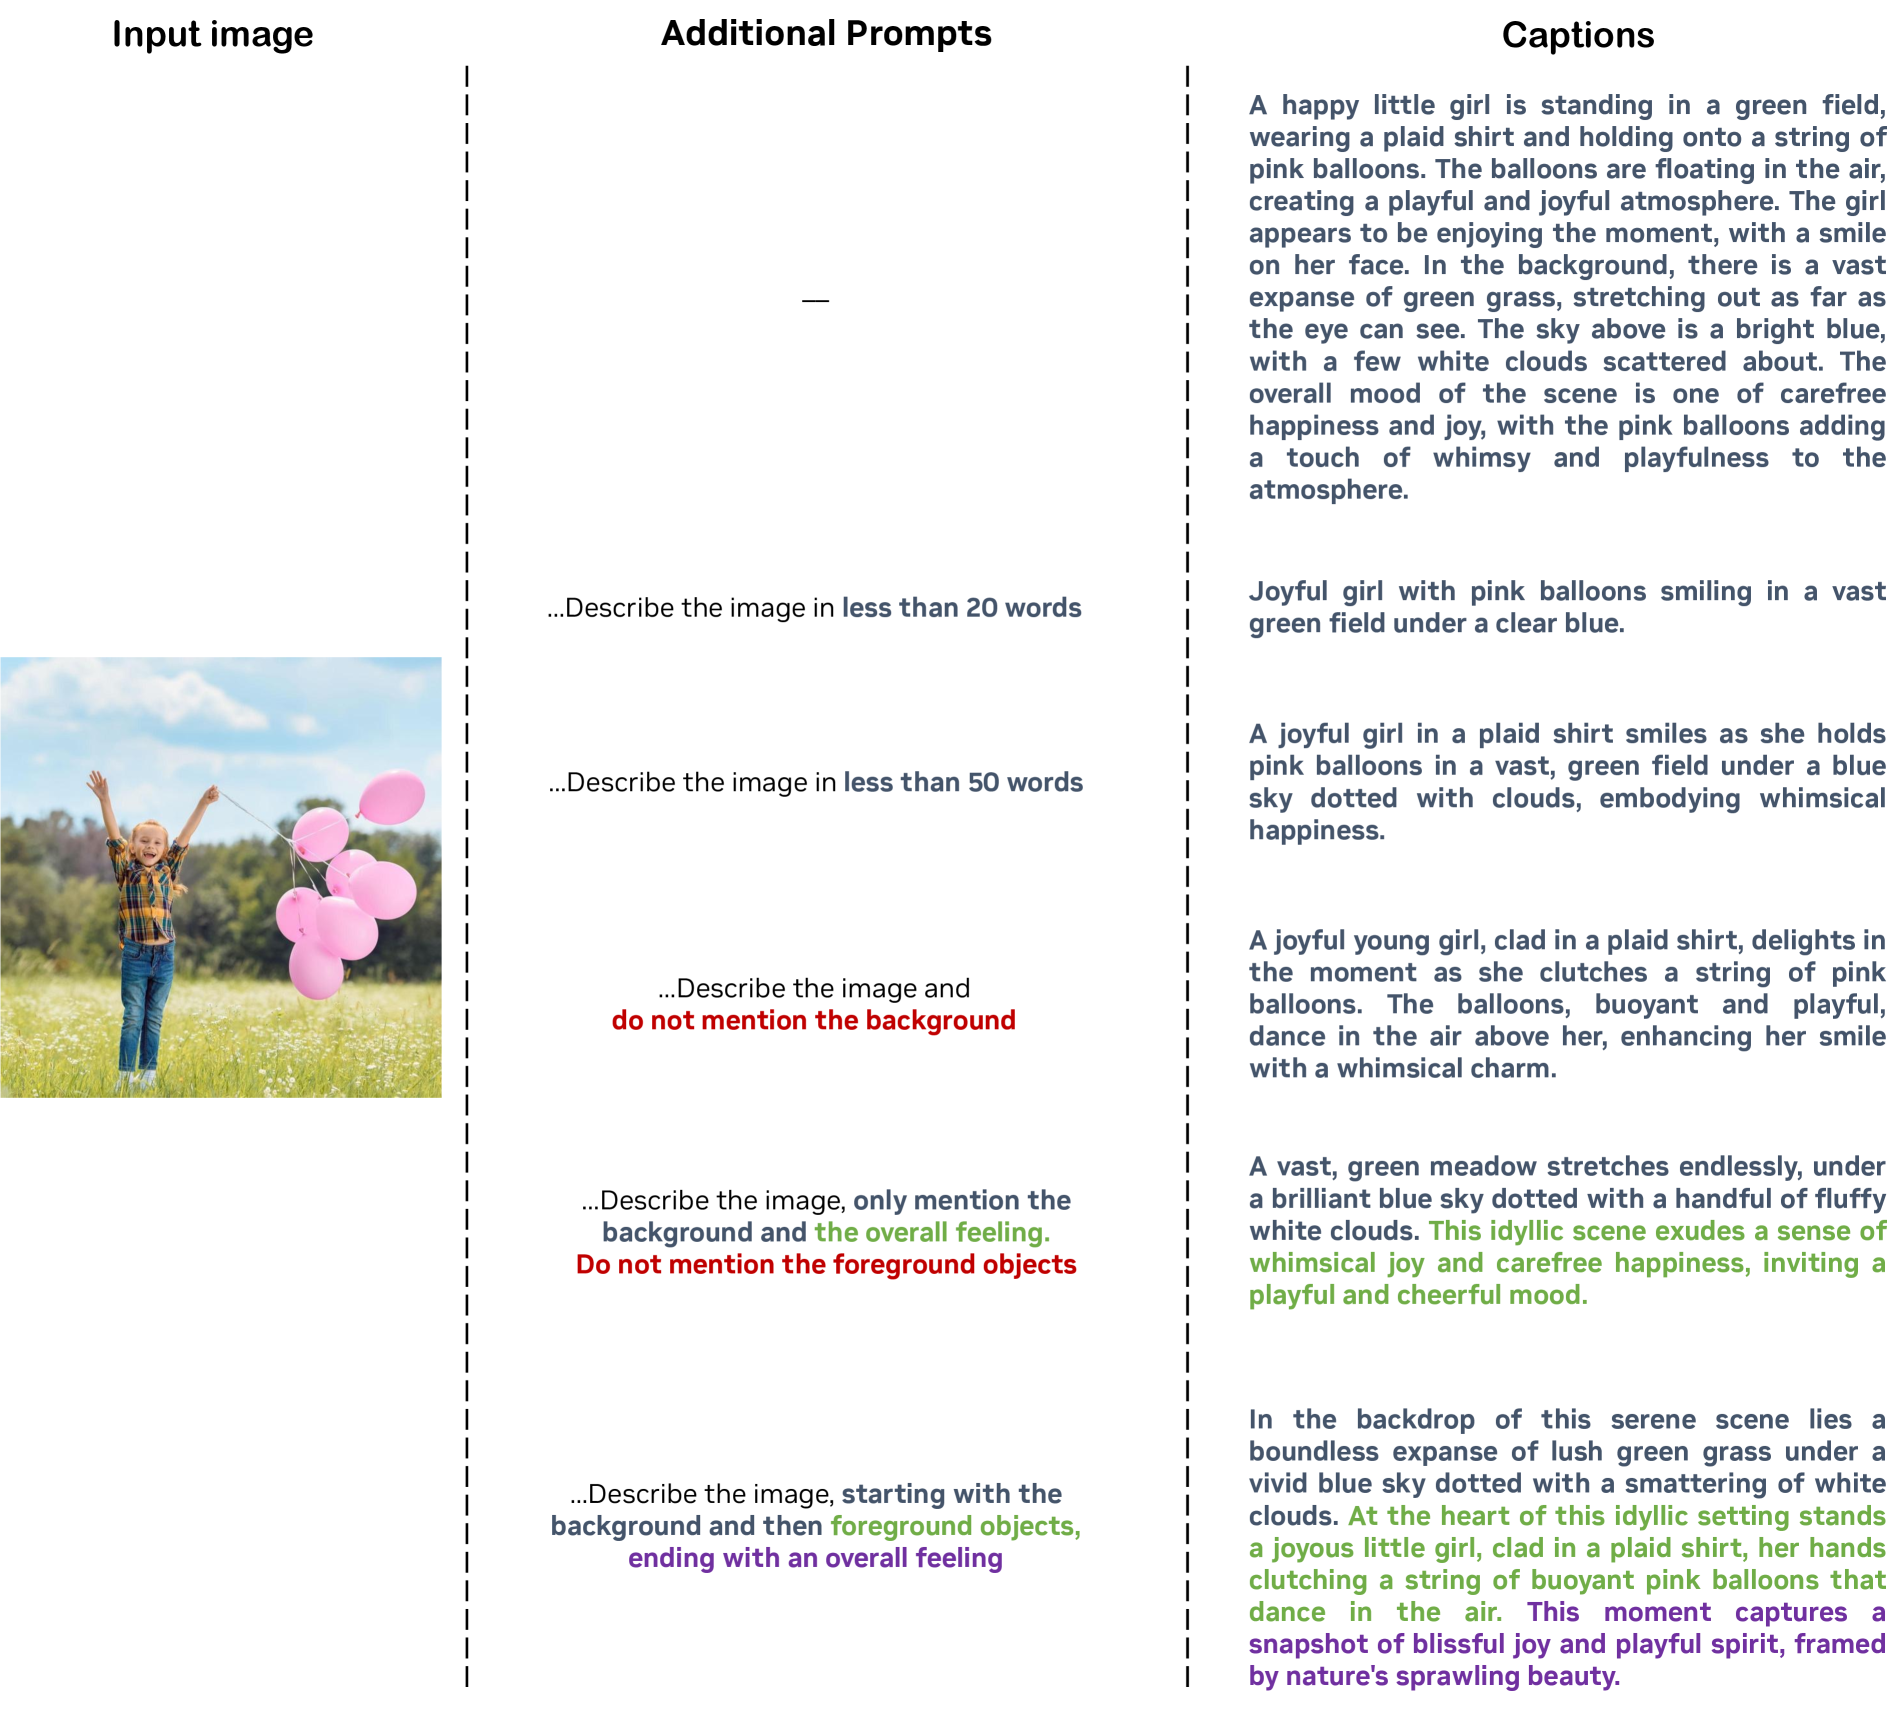 Input image
Additional Prompts
Captions
—
A happy little girl is standing in a green field,
wearing a plaid shirt and holding onto a string of
pink balloons. The balloons are floating in the air,
creating a playful and joyful atmosphere. The girl
appears to be enjoying the moment, with a smile
on her face. In the background, there is a vast
expanse of green grass, stretching out as far as
the eye can see. The sky above is a bright blue,
with a few white clouds scattered about. The
overall mood of the scene is one of carefree
happiness and joy, with the pink balloons adding
a touch of whimsy and playfulness to the
atmosphere.
...Describe the image in less than 20 words
Joyful girl with pink balloons smiling in a vast
green field under a clear blue.
...Describe the image in less than 50 words
A joyful girl in a plaid shirt smiles as she holds
pink balloons in a vast, green field under a blue
sky dotted with clouds, embodying whimsical
happiness.
...Describe the image and
do not mention the background
A joyful young girl, clad in a plaid shirt, delights in
the moment as she clutches a string of pink
balloons. The balloons, buoyant and playful,
dance in the air above her, enhancing her smile
with a whimsical charm.
...Describe the image, only mention the
background and the overall feeling.
Do not mention the foreground objects
A vast, green meadow stretches endlessly, under
a brilliant blue sky dotted with a handful of fluffy
white clouds. This idyllic scene exudes a sense of
whimsical joy and carefree happiness, inviting a
playful and cheerful mood.
...Describe the image, starting with the
background and then foreground objects,
ending with an overall feeling
In the backdrop of this serene scene lies a
boundless expanse of lush green grass under a
vivid blue sky dotted with a smattering of white
clouds. At the heart of this idyllic setting stands
a joyous little girl, clad in a plaid shirt, her hands
clutching a string of buoyant pink balloons that
dance in the air. This moment captures a
snapshot of blissful joy and playful spirit, framed
by nature's sprawling beauty.